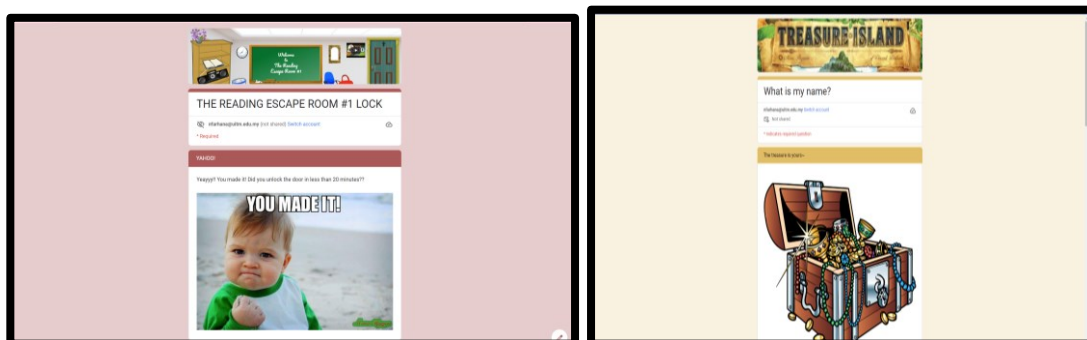 Welcome
To
The Reading
Escape Room #1
THE READING ESCAPE ROOM #1 LOCK
(not shared) Switch account
* Required
YAHOO!
Yeayyy!! You made it! Did you unlock the door in less than 20 minutes??
YOU MADE IT!
TREASURE ISLAND
What is my name?
Switch account
Not shared
* Indicates required question
The treasure is yours~